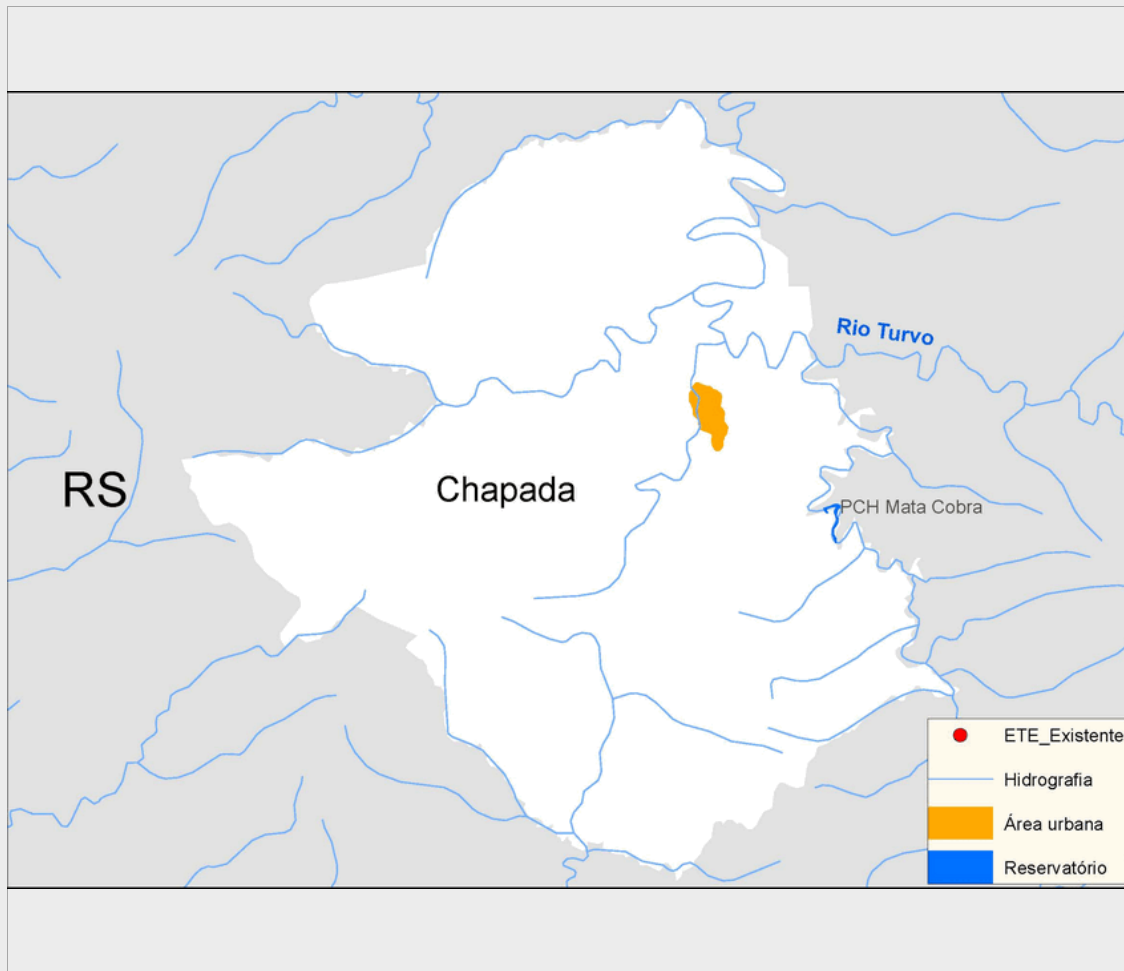 Rio Turvo
RS
Chapada
PCH Mata Cobra
ETE_Existente
Hidrografia
Área urbana
Reservatório